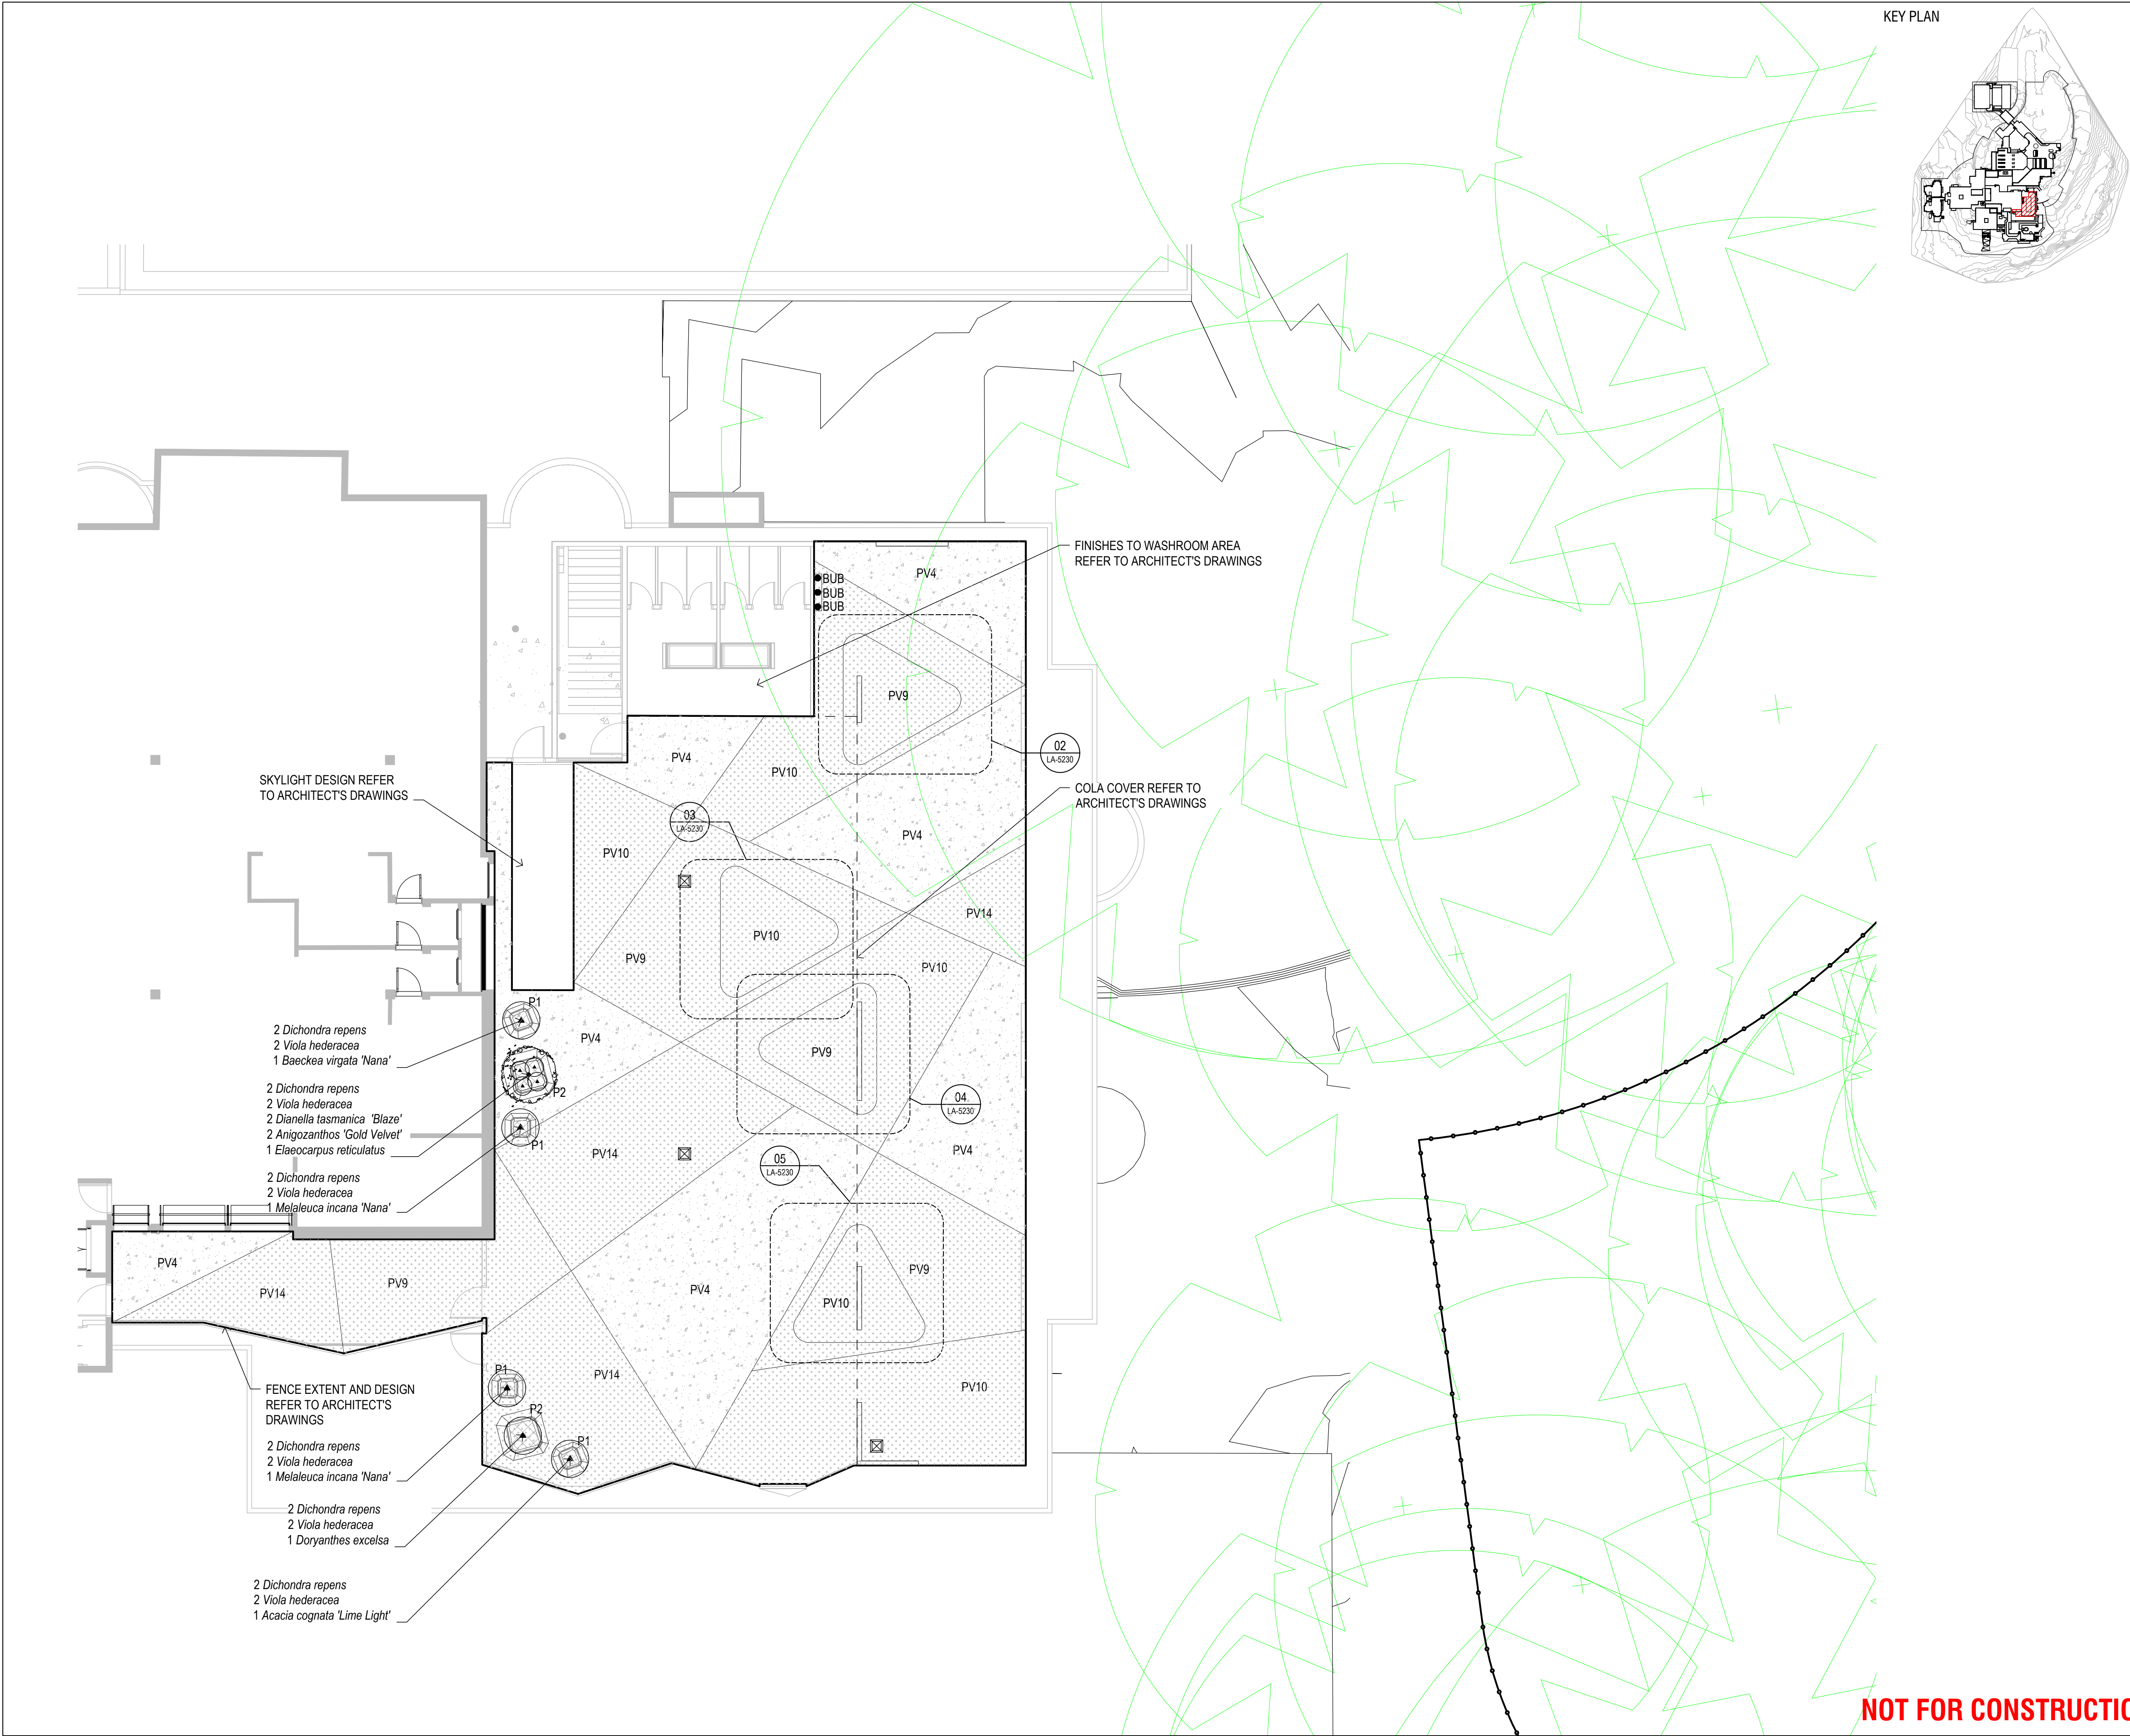 KEY PLAN
FINISHES TO WASHROOM AREA
REFER TO ARCHITECT'S DRAWINGS
PV4
BUB
BUB
BUB
PV9
02
LA-5230
PV4
PV10
SKYLIGHT DESIGN REFER
TO ARCHITECT'S DRAWINGS
COLA COVER REFER TO
ARCHITECT'S DRAWINGS
03
LA-5230
PV4
PV10
PV14
PV10
PV9
PV10
P1
2 Dichondra repens
2 Viola hederacea
1 Baeckea virgata 'Nana'
PV4
PV9
P2
2 Dichondra repens
2 Viola hederacea
2 Dianella tasmanica 'Blaze'
2 Anigozanthos 'Gold Velvet'
1 Elaeocarpus reticulatus
04
LA-5230
P1
PV14
PV4
05
LA-5230
2 Dichondra repens
2 Viola hederacea
1 Melaleuca incana 'Nana'
PV4
PV14
PV9
PV4
PV9
PV10
P1
PV14
PV10
FENCE EXTENT AND DESIGN
REFER TO ARCHITECT'S
DRAWINGS
P2
P1
2 Dichondra repens
2 Viola hederacea
1 Melaleuca incana 'Nana'
2 Dichondra repens
2 Viola hederacea
1 Doryanthes excelsa
2 Dichondra repens
2 Viola hederacea
1 Acacia cognata 'Lime Light'
NOT FOR CONSTRUCTIO